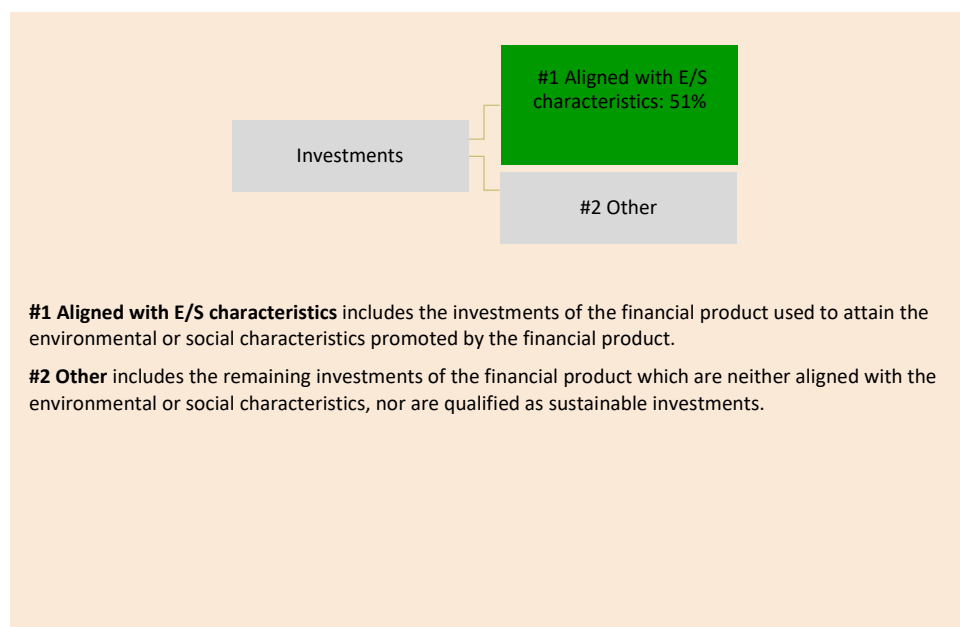 #1 Aligned with E/S
characteristics: 51%
Investments
#2 Other
#1 Aligned with E/S characteristics includes the investments of the financial product used to attain the
environmental or social characteristics promoted by the financial product.
#2 Other includes the remaining investments of the financial product which are neither aligned with the
environmental or social characteristics, nor are qualified as sustainable investments.